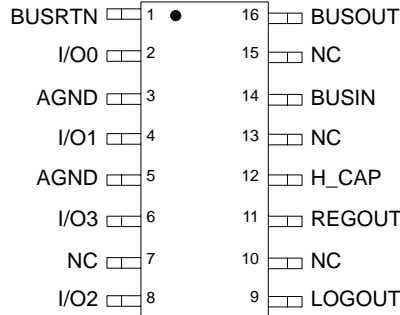 BUSRTN 1 16 BUSOUT
I/O0 2 15 NC
AGND 3 14 BUSIN
I/O1 4 13 NC
AGND 5 12 H_CAP
I/O3 6 11 REGOUT
NC 7 10 NC
I/O2 8 9 LOGOUT